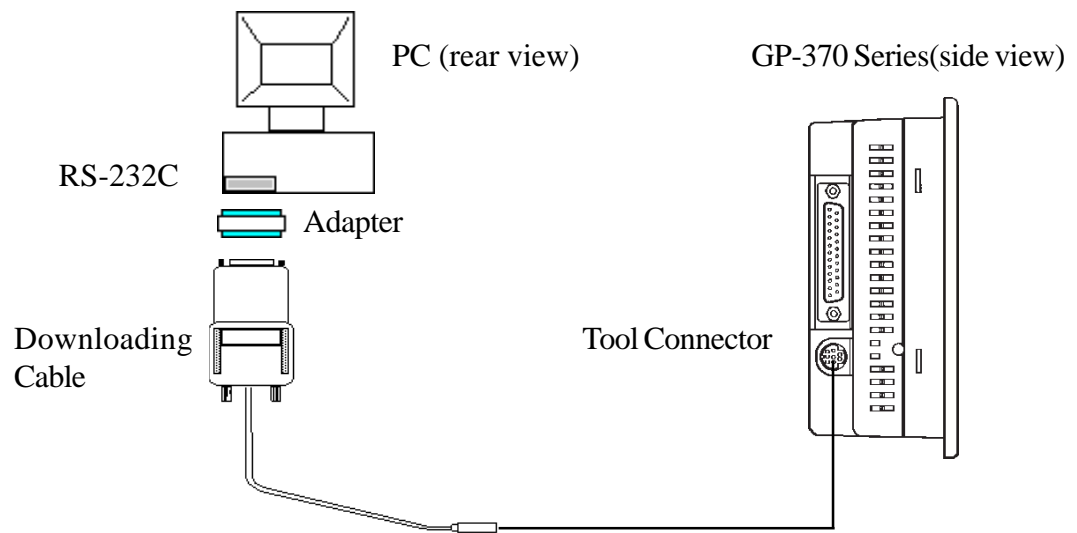 PC (rear view)
GP-370 Series(side view)
RS-232C
Adapter
Downloading
Cable
Tool Connector